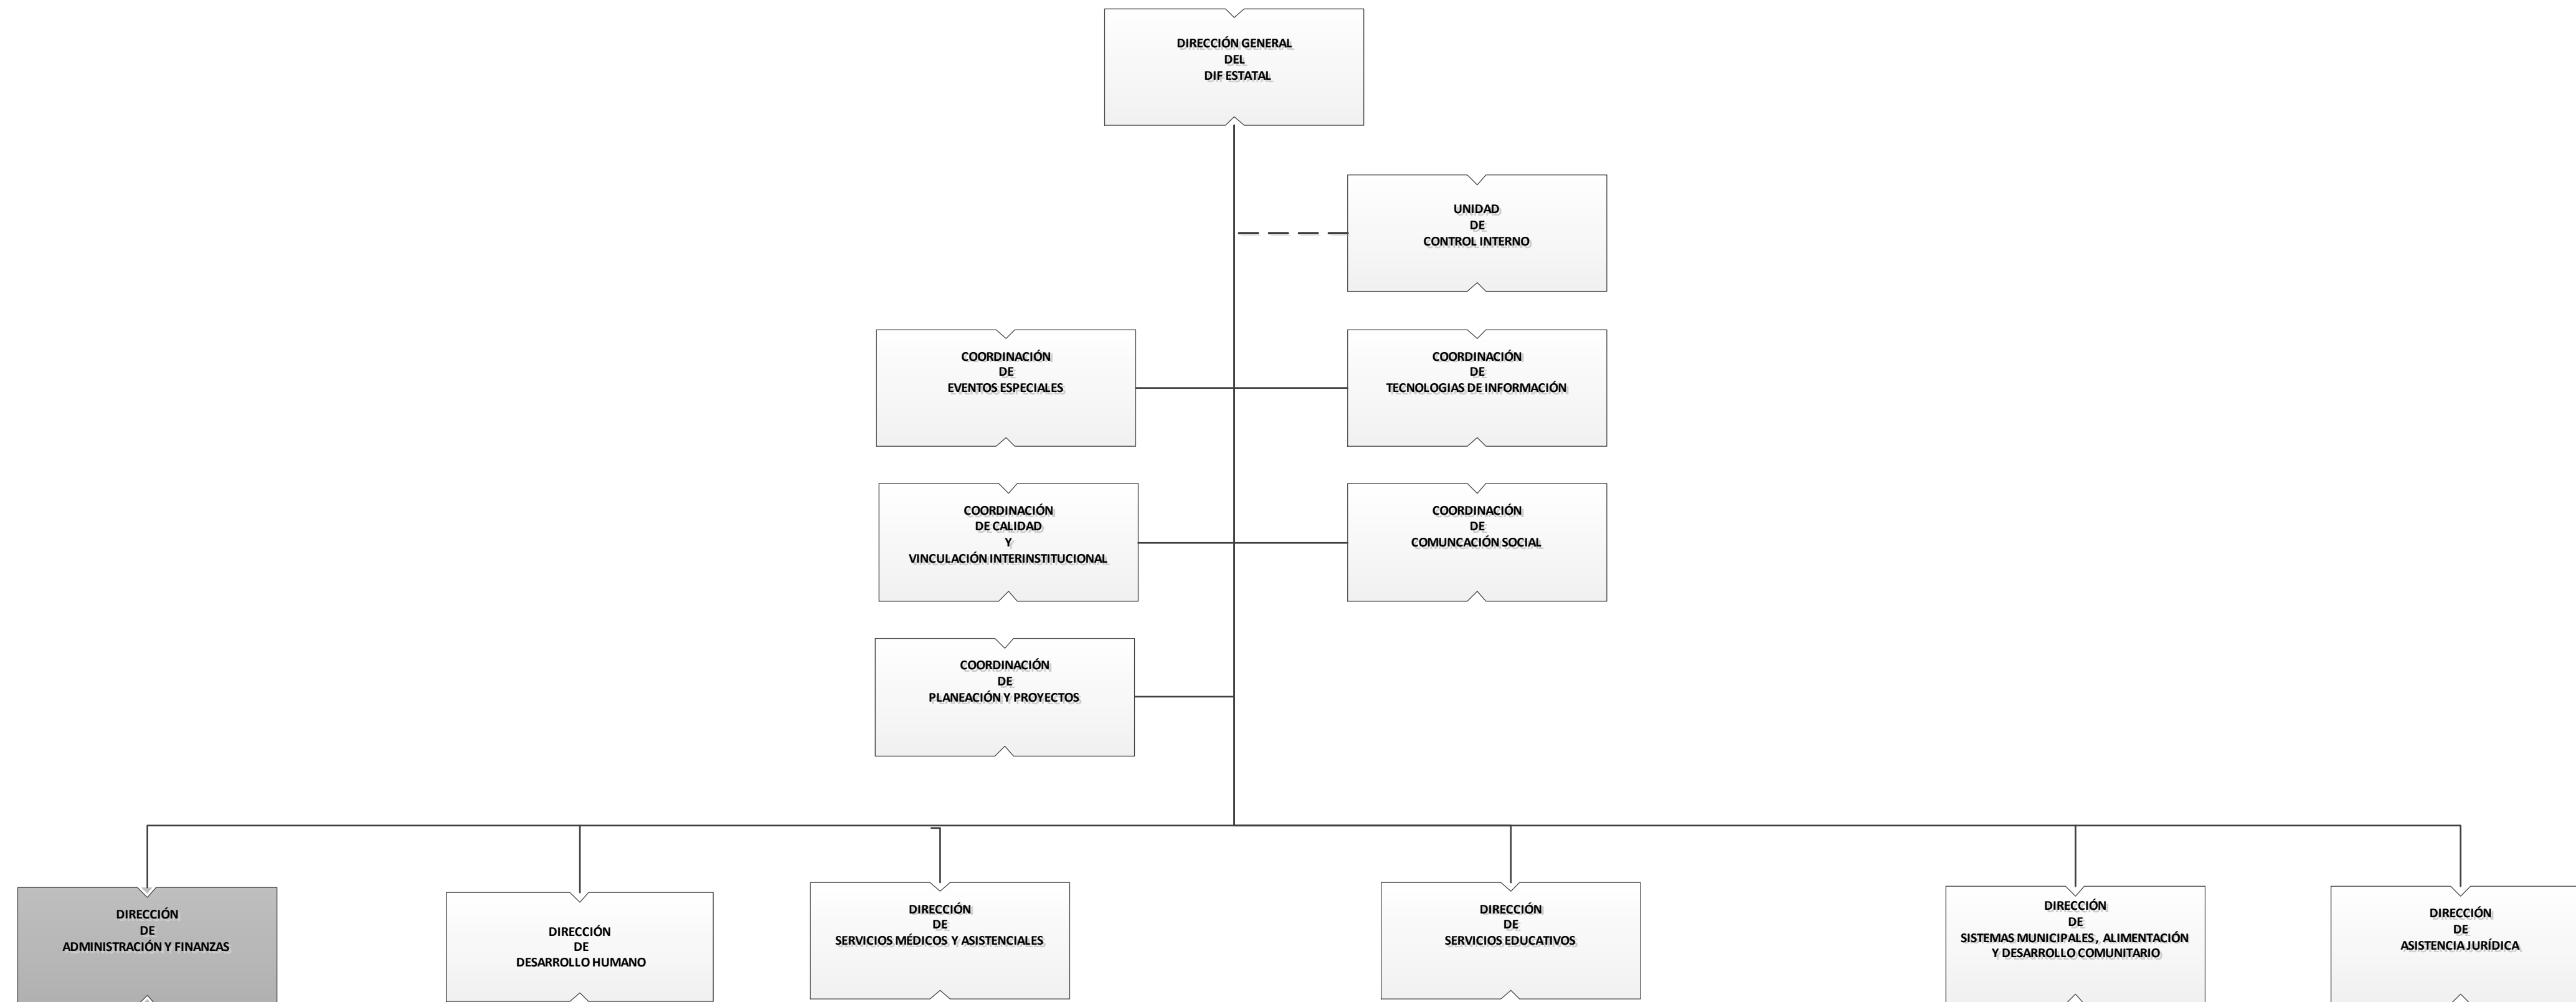 DIRECCIÓN GENERAL
DEL
DIF ESTATAL
UNIDAD
DE
CONTROL INTERNO
COORDINACIÓN
DE
EVENTOS ESPECIALES
COORDINACIÓN
DE
TECNOLOGIAS DE INFORMACIÓN
COORDINACIÓN
DE CALIDAD
Y
VINCULACIÓN INTERINSTITUCIONAL
COORDINACIÓN
DE
COMUNCACIÓN SOCIAL
COORDINACIÓN
DE
PLANEACIÓN Y PROYECTOS
DIRECCIÓN
DE
ADMINISTRACIÓN Y FINANZAS
DIRECCIÓN
DE
DESARROLLO HUMANO
DIRECCIÓN
DE
SERVICIOS MÉDICOS Y ASISTENCIALES
DIRECCIÓN
DE
SERVICIOS EDUCATIVOS
DIRECCIÓN
DE
SISTEMAS MUNICIPALES, ALIMENTACIÓN
Y DESARROLLO COMUNITARIO
DIRECCIÓN
DE
ASISTENCIA JURÍDICA